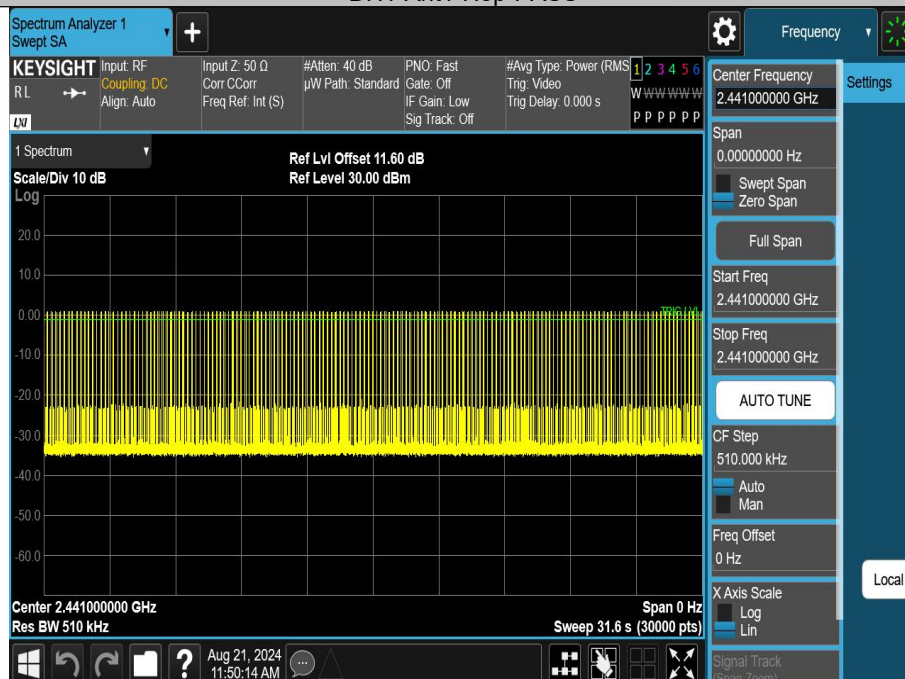 Spectrum Analyzer 1
Swept SA
Frequency
KEYSIGHT
RL
LXI
Input: RF
Coupling: DC
Align: Auto
Input Z: 50 Ω
Corr CCorr
Freq Ref: Int (S)
#Atten: 40 dB
µW Path: Standard
PNO: Fast
Gate: Off
IF Gain: Low
Sig Track: Off
#Avg Type: Power (RMS
Trig: Video
Trig Delay: 0.000 s
1 2 3 4 5 6
W W W W W W
P P P P P P
1 Spectrum
Scale/Div 10 dB
Log
Ref Lvl Offset 11.60 dB
Ref Level 30.00 dBm
20.0
10.0
0.00
-10.0
-20.0
-30.0
-40.0
-50.0
-60.0
TRIG LVL
Center 2.441000000 GHz
Res BW 510 kHz
Span 0 Hz
Sweep 31.6 s (30000 pts)
Center Frequency
2.441000000 GHz
Settings
Span
0.00000000 Hz
Swept Span
Zero Span
Full Span
Start Freq
2.441000000 GHz
Stop Freq
2.441000000 GHz
AUTO TUNE
CF Step
510.000 kHz
Auto
Man
Freq Offset
0 Hz
Local
X Axis Scale
Log
Lin
Signal Track
(Span Zoom)
?
Aug 21, 2024
11:50:14 AM